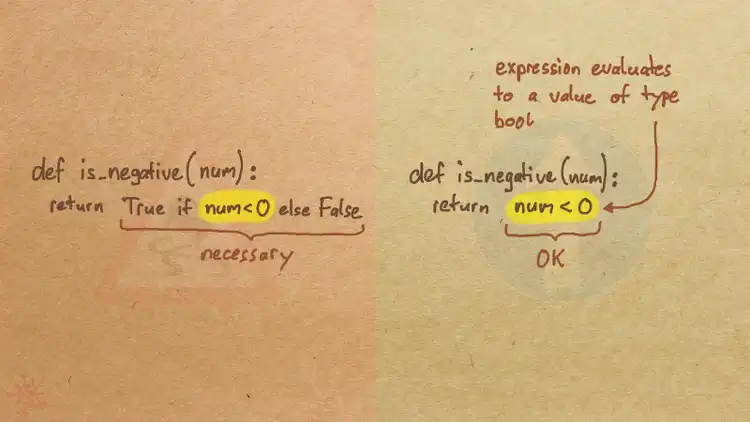 def is_negative(num):
return True if num<0 else False
necessary
expression evaluates
to a value of type
bool
def is_negative(num):
return num<0
OK